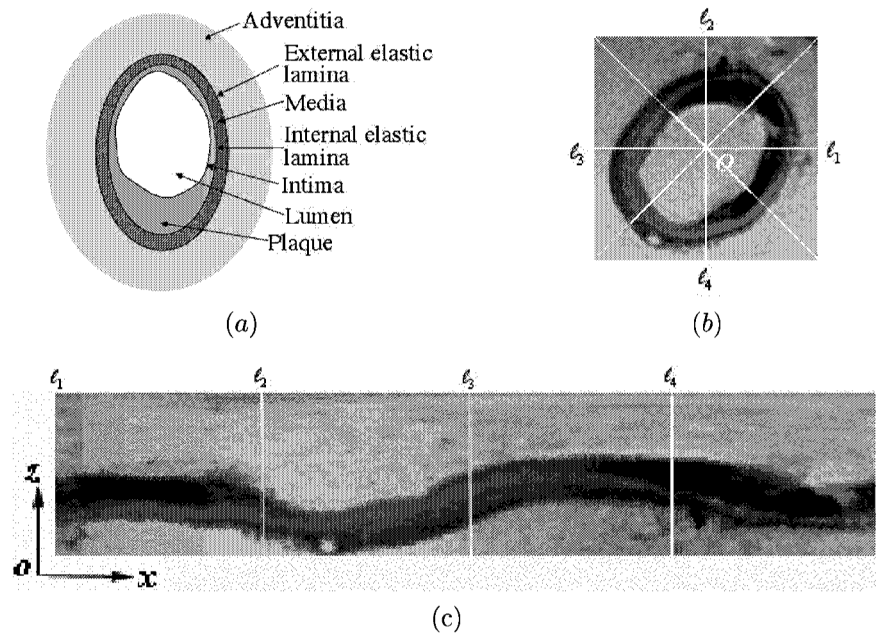 Adventitia
External elastic
lamina
Media
Internal elastic
lamina
Intima
Lumen
Plaque
(a)
ℓ2
ℓ3
ℓ1
O
ℓ4
(b)
ℓ1 ℓ2 ℓ3 ℓ4
z
o
x
(c)